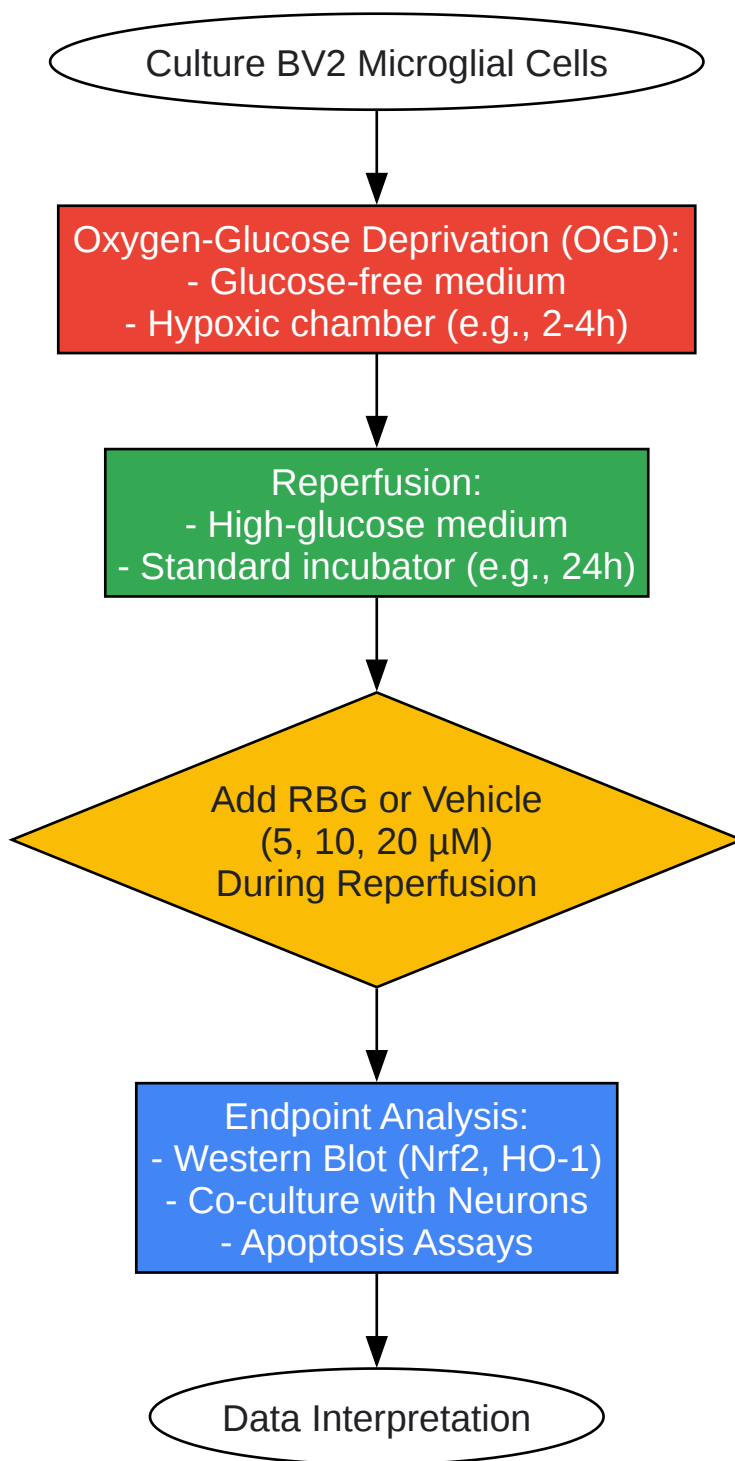 Culture BV2 Microglial Cells
Oxygen-Glucose Deprivation (OGD):
- Glucose-free medium
- Hypoxic chamber (e.g., 2-4h)
Reperfusion:
- High-glucose medium
- Standard incubator (e.g., 24h)
Add RBG or Vehicle
(5, 10, 20 µM)
During Reperfusion
Endpoint Analysis:
- Western Blot (Nrf2, HO-1)
- Co-culture with Neurons
- Apoptosis Assays
Data Interpretation